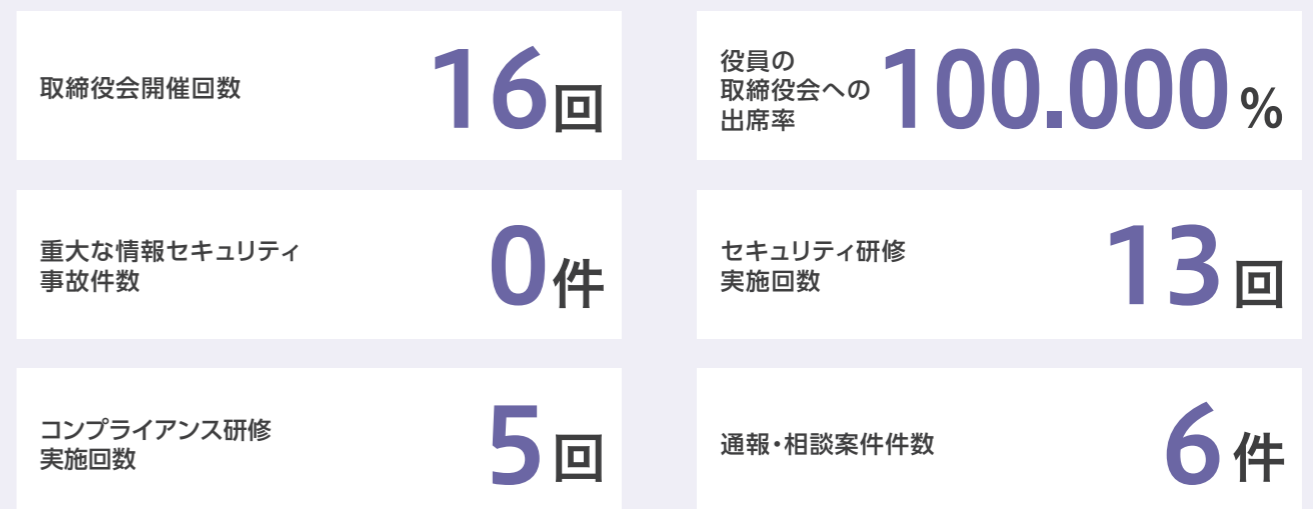 取締役会開催回数
16回
役員の
取締役会への
出席率
100.000%
重大な情報セキュリティ
事故件数
0件
セキュリティ研修
実施回数
13回
コンプライアンス研修
実施回数
5回
通報・相談案件件数
6件